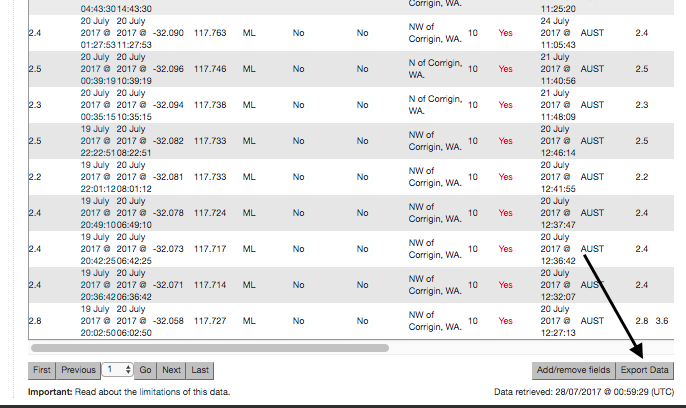 Corrigin, WA.
04:43:30 14:43:30 11:25:20
20 July 20 July 24 July
2.4 2017 @ 2017 @ -32.090 117.763 ML No No NW of Corrigin, WA. 10 Yes 2017 @ AUST 2.4
01:27:53 11:27:53 11:05:43
20 July 20 July 21 July
2.5 2017 @ 2017 @ -32.096 117.746 ML No No N of Corrigin, WA. 10 Yes 2017 @ AUST 2.5
00:39:19 10:39:19 11:40:56
20 July 20 July 21 July
2.3 2017 @ 2017 @ -32.094 117.738 ML No No N of Corrigin, WA. 10 Yes 2017 @ AUST 2.3
00:35:15 10:35:15 11:48:09
19 July 20 July 20 July
2.5 2017 @ 2017 @ -32.082 117.733 ML No No NW of Corrigin, WA. 10 Yes 2017 @ AUST 2.5
22:22:51 08:22:51 12:46:14
19 July 20 July 20 July
2.2 2017 @ 2017 @ -32.081 117.733 ML No No NW of Corrigin, WA. 10 Yes 2017 @ AUST 2.2
22:01:12 08:01:12 12:41:55
19 July 20 July 20 July
2.4 2017 @ 2017 @ -32.078 117.724 ML No No NW of Corrigin, WA. 10 Yes 2017 @ AUST 2.4
20:49:10 06:49:10 12:37:47
19 July 20 July 20 July
2.4 2017 @ 2017 @ -32.073 117.717 ML No No NW of Corrigin, WA. 10 Yes 2017 @ AUST 2.4
20:42:25 06:42:25 12:36:42
19 July 20 July 20 July
2.4 2017 @ 2017 @ -32.071 117.714 ML No No NW of Corrigin, WA. 10 Yes 2017 @ AUST 2.4
20:36:42 06:36:42 12:32:07
19 July 20 July 20 July
2.8 2017 @ 2017 @ -32.058 117.727 ML No No NW of Corrigin, WA. 10 Yes 2017 @ AUST 2.8 3.6
20:02:50 06:02:50 12:27:13
First Previous 1 Go Next Last Add/remove fields Export Data
Important: Read about the limitations of this data. Data retrieved: 28/07/2017 @ 00:59:29 (UTC)